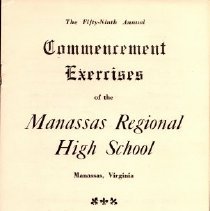 The Fifty-Ninth Annual
Commencement
Exercises
of the
Manassas Regional
High School
Manassas, Virginia